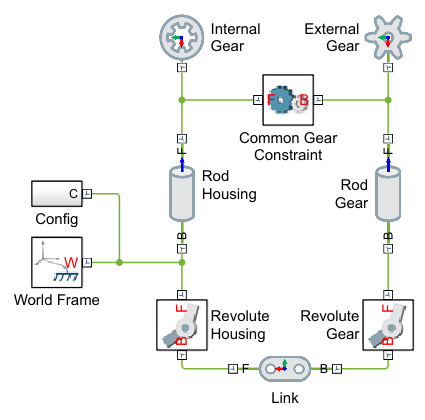 Internal
Gear
External
Gear
F
B
Common Gear
Constraint
F
F
Rod
Housing
Rod
Gear
C
Config
B
B
W
World Frame
F
B
Revolute
Housing
Revolute
Gear
F
B
F
B
Link